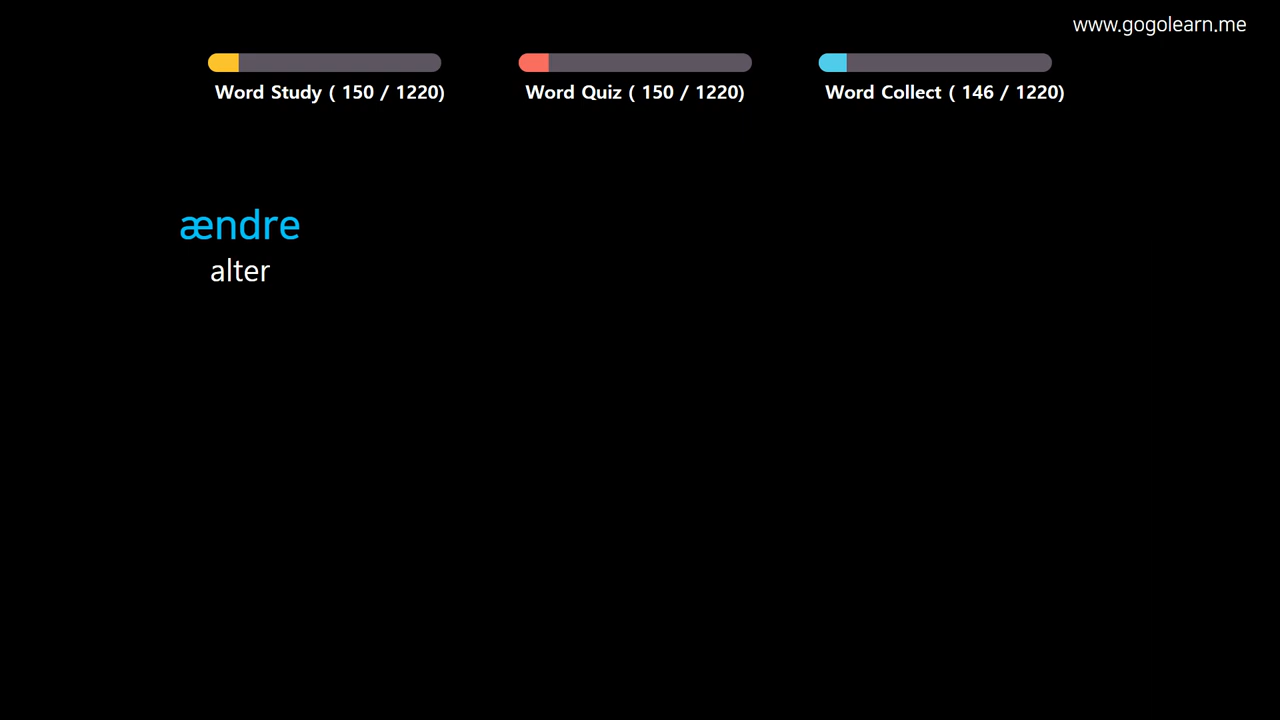 www.gogolearn.me
Word Study ( 150 / 1220)
Word Quiz ( 150 / 1220)
Word Collect ( 146 / 1220)
ændre
alter